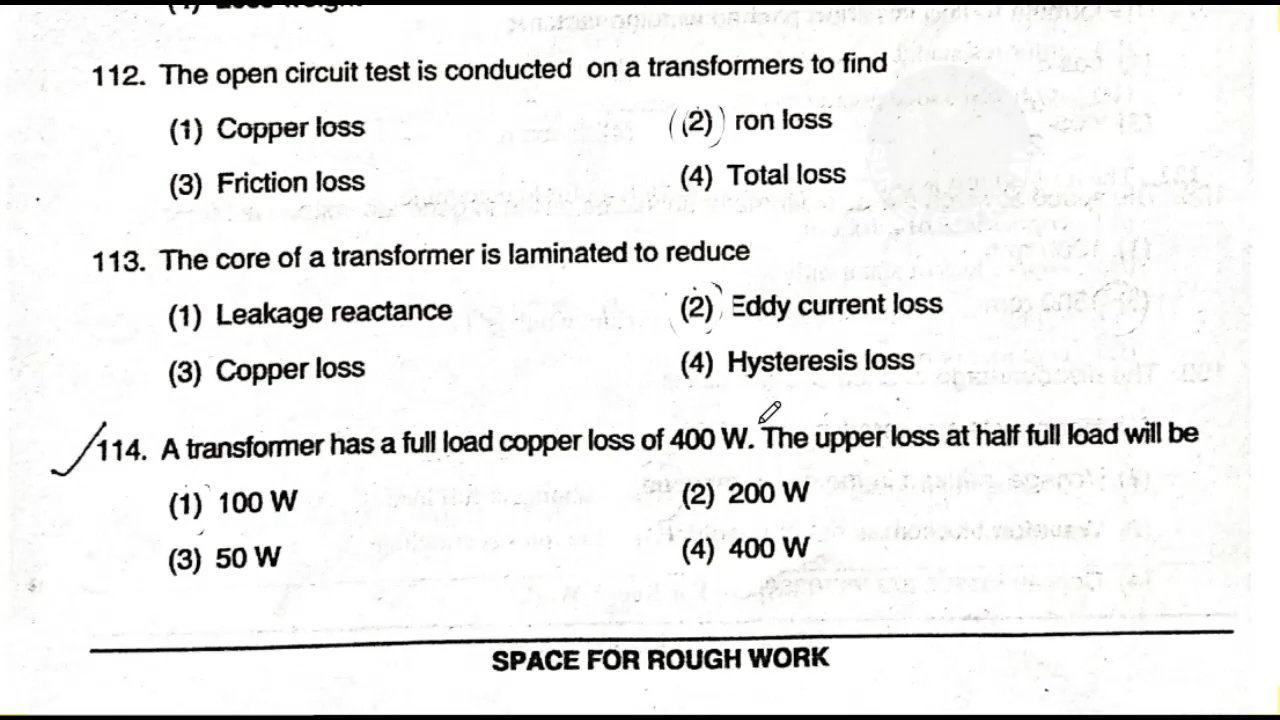 112. The open circuit test is conducted on a transformers to find
(1) Copper loss
(2) ron loss
(3) Friction loss
(4) Total loss
113. The core of a transformer is laminated to reduce
(1) Leakage reactance
(2) Eddy current loss
(3) Copper loss
(4) Hysteresis loss
114. A transformer has a full load copper loss of 400 W. The upper loss at half full load will be
(1) 100 W
(2) 200 W
(3) 50 W
(4) 400 W
SPACE FOR ROUGH WORK